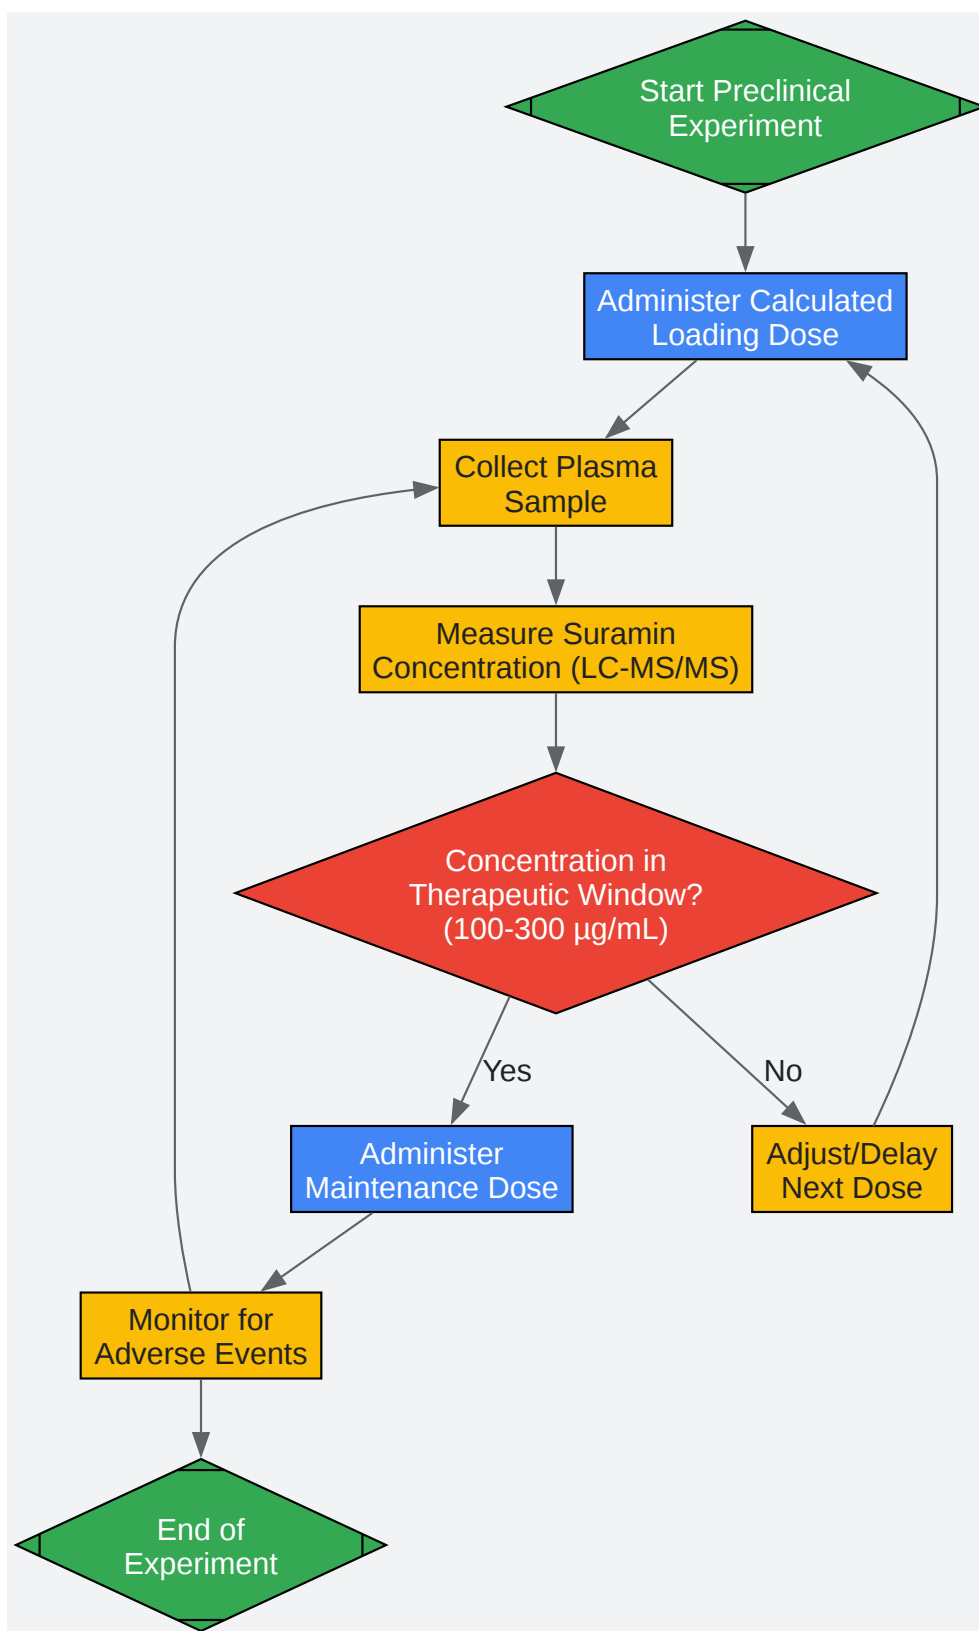 Start Preclinical
Experiment
Administer Calculated
Loading Dose
Collect Plasma
Sample
Measure Suramin
Concentration (LC-MS/MS)
Concentration in
Therapeutic Window?
(100-300 µg/mL)
Yes
No
Administer
Maintenance Dose
Adjust/Delay
Next Dose
Monitor for
Adverse Events
End of
Experiment